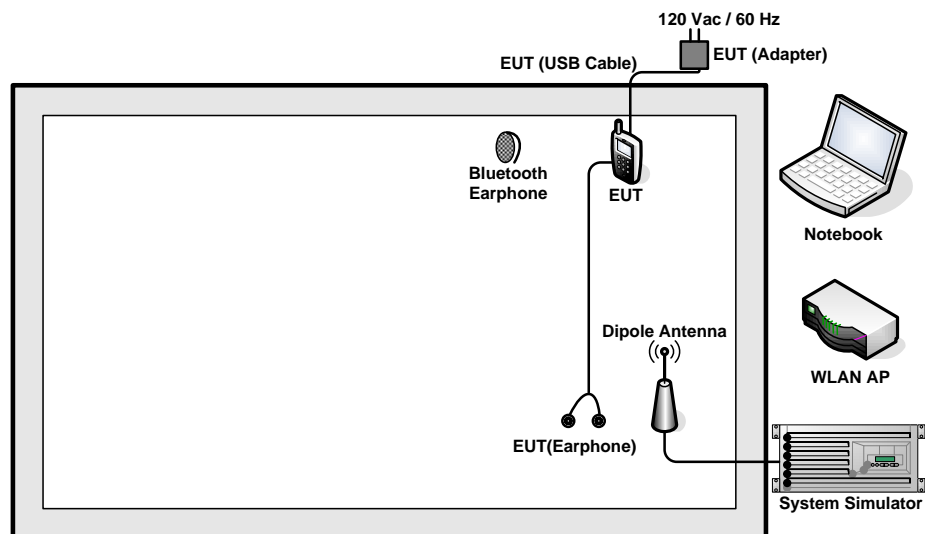 120 Vac / 60 Hz
EUT (USB Cable)
EUT (Adapter)
Bluetooth
Earphone
EUT
Notebook
Dipole Antenna
WLAN AP
EUT(Earphone)
System Simulator